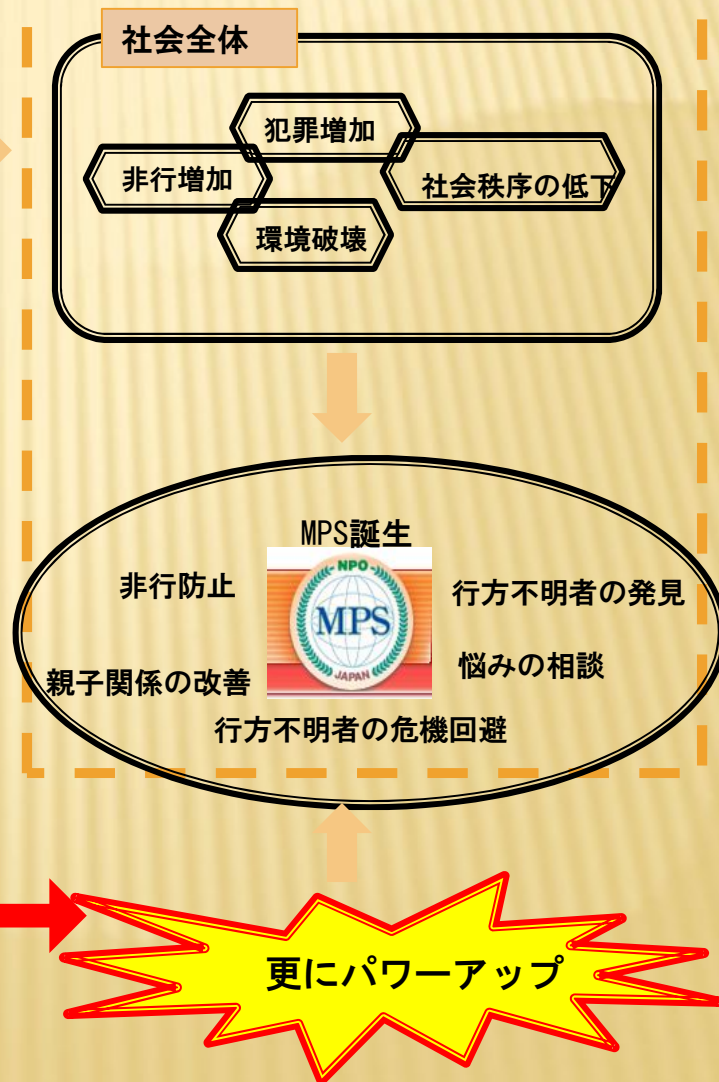 社会全体
犯罪増加
非行増加
社会秩序の低下
環境破壊
MPS誕生
非行防止
NPO
MPS
JAPAN
行方不明者の発見
親子関係の改善
悩みの相談
行方不明者の危機回避
更にパワーアップ